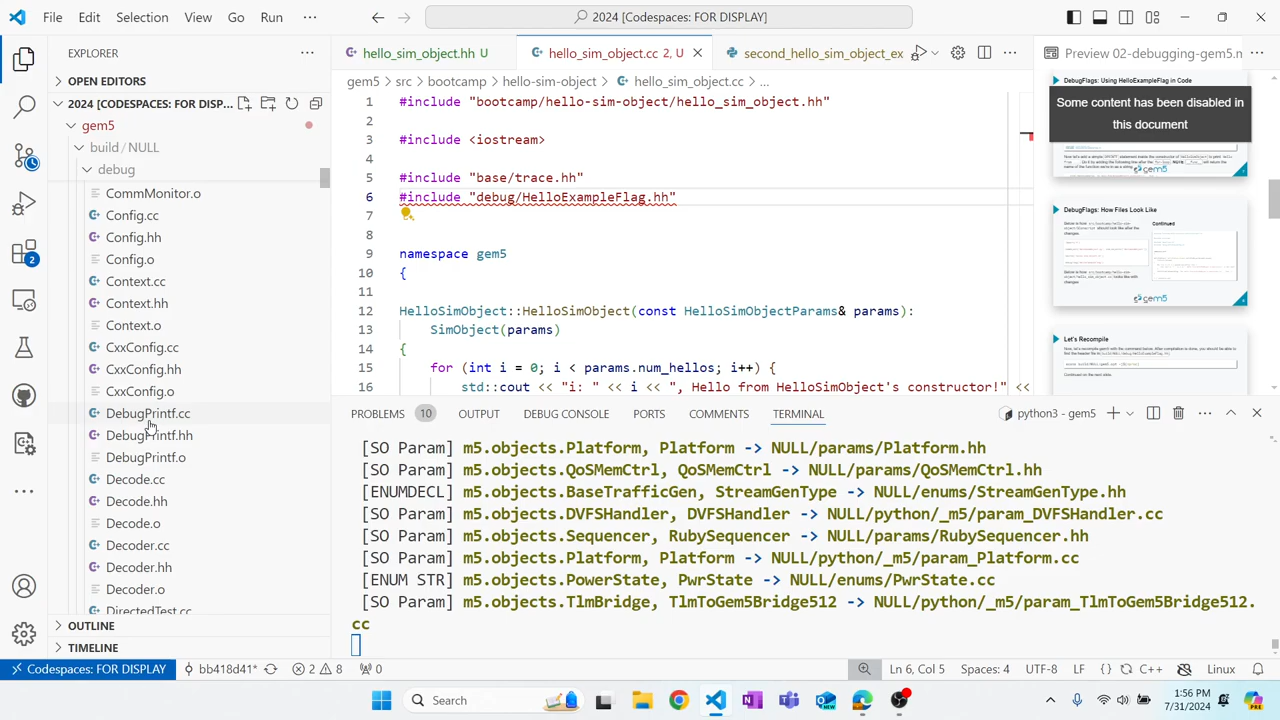 File Edit Selection View Go Run ··· 2024 [Codespaces: FOR DISPLAY]
EXPLORER ···
OPEN EDITORS
2024 [CODESPACES: FOR DISP...
gem5
build / NULL
debug
CommMonitor.o
Config.cc
Config.hh
Config.o
Context.cc
Context.hh
Context.o
CxxConfig.cc
CxxConfig.hh
CxxConfig.o
DebugPrintf.cc
DebugPrintf.hh
DebugPrintf.o
Decode.cc
Decode.hh
Decode.o
Decoder.cc
Decoder.hh
Decoder.o
DirectedTest.cc
OUTLINE
TIMELINE
2
hello_sim_object.hh U hello_sim_object.cc 2, U second_hello_sim_object_ex
gem5 > src > bootcamp > hello-sim-object > hello_sim_object.cc > ...
1 #include "bootcamp/hello-sim-object/hello_sim_object.hh"
2
3 #include <iostream>
#include ase/trace.hh"
6 #include "debug/HelloExampleFlag.hh"
7
namespace gem5
10 {
11
12 HelloSimObject::HelloSimObject(const HelloSimObjectParams& params):
13 SimObject(params)
14 {
for (int i = 0; i < params.num_hellos; i++) {
std::cout << "i: " << i << ", Hello from HelloSimObject's constructor!" <<
Preview 02-debugging-gem5.m
DebugFlags: Using HelloExampleFlag in Code
Some content has been disabled in
this document
gem5
DebugFlags: How Files Look Like
Continued
gem5
Let's Recompile
PROBLEMS 10 OUTPUT DEBUG CONSOLE PORTS COMMENTS TERMINAL python3 - gem5
[SO Param] m5.objects.Platform, Platform -> NULL/params/Platform.hh
[SO Param] m5.objects.QoSMemCtrl, QoSMemCtrl -> NULL/params/QoSMemCtrl.hh
[ENUMDECL] m5.objects.BaseTrafficGen, StreamGenType -> NULL/enums/StreamGenType.hh
[SO Param] m5.objects.DVFSHandler, DVFSHandler -> NULL/python/_m5/param_DVFSHandler.cc
[SO Param] m5.objects.Sequencer, RubySequencer -> NULL/params/RubySequencer.hh
[SO Param] m5.objects.Platform, Platform -> NULL/python/_m5/param_Platform.cc
[ENUM STR] m5.objects.PowerState, PwrState -> NULL/enums/PwrState.cc
[SO Param] m5.objects.TlmBridge, TlmToGem5Bridge512 -> NULL/python/_m5/param_TlmToGem5Bridge512.
cc
Codespaces: FOR DISPLAY bb418d41* 2 8 0 Ln 6, Col 5 Spaces: 4 UTF-8 LF {} C++ Linux
Search
1:56 PM
7/31/2024